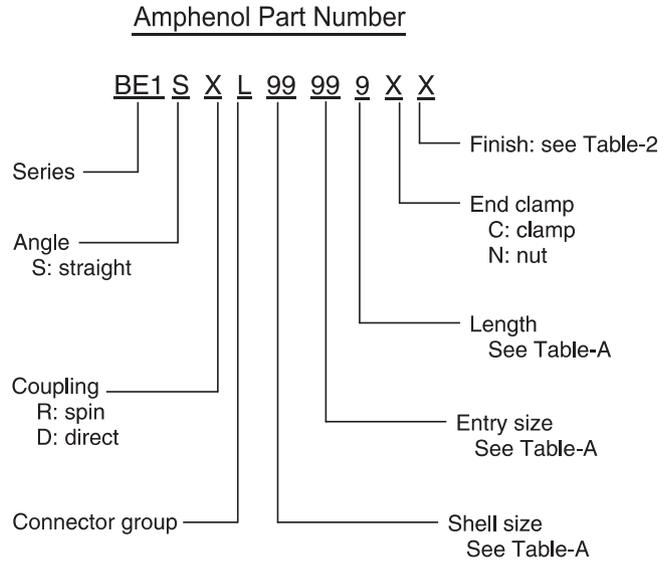 Amphenol Part Number
BE1 S X L 99 99 9 X X
Finish: see Table-2
Series
End clamp
C: clamp
N: nut
Angle
S: straight
Length
See Table-A
Coupling
R: spin
D: direct
Entry size
See Table-A
Connector group
Shell size
See Table-A